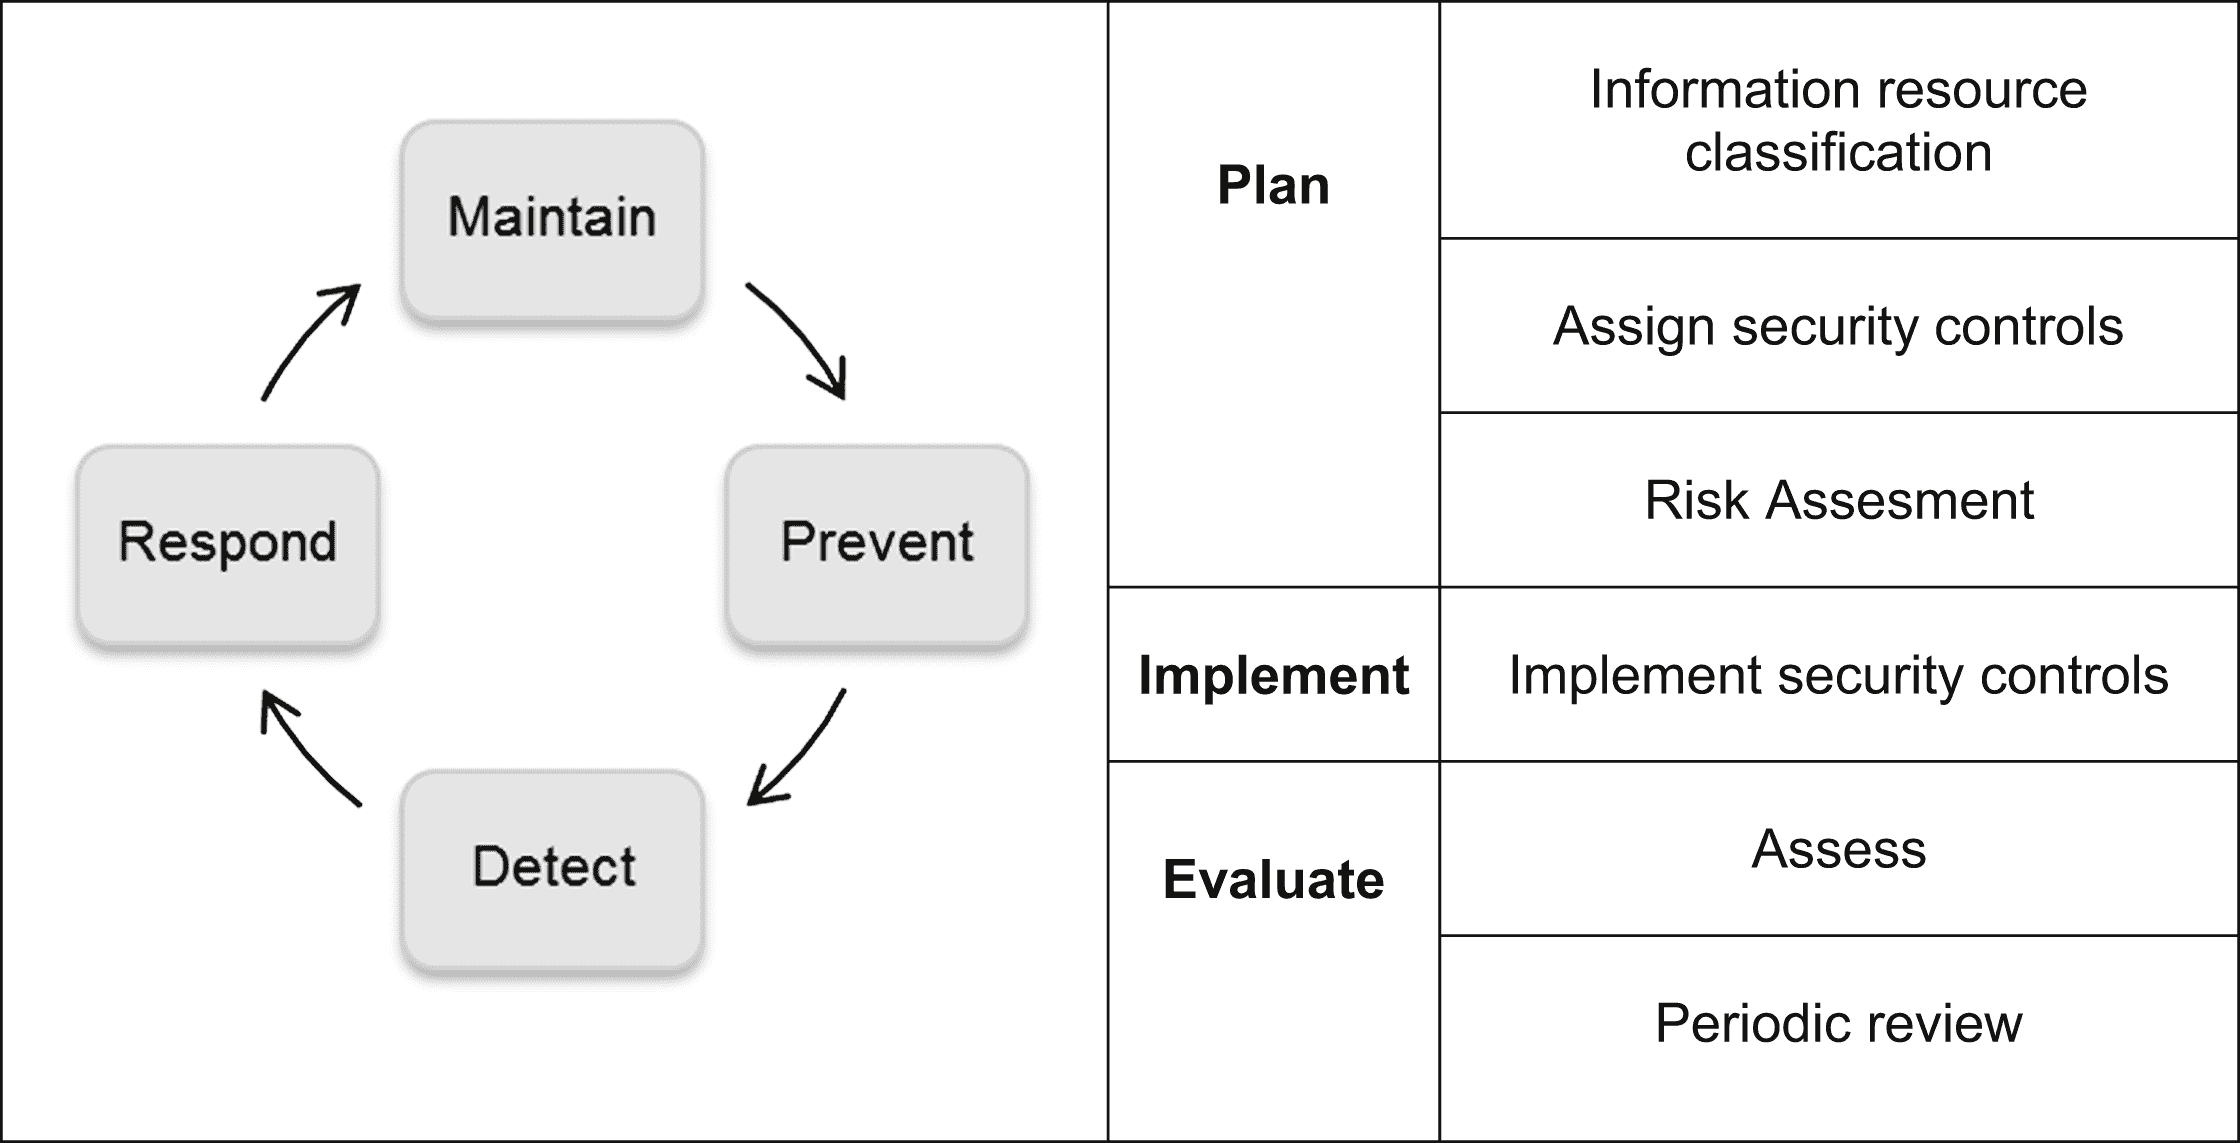 Maintain
Respond
Prevent
Detect
Plan
Information resource
classification
Assign security controls
Risk Assesment
Implement
Implement security controls
Evaluate
Assess
Periodic review